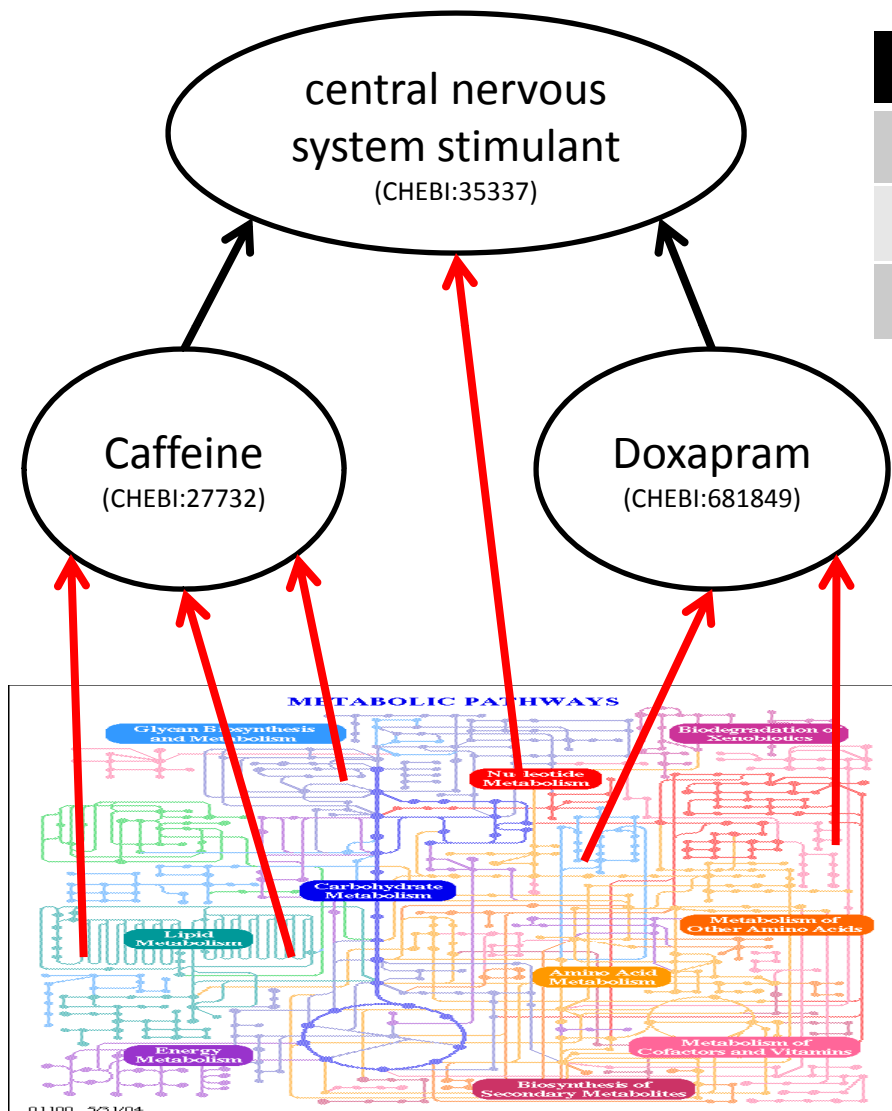 central nervous
system stimulant
(CHEBI:35337)
Caffeine
(CHEBI:27732)
Doxapram
(CHEBI:681849)
METABOLIC PATHWAYS
Glycan Biosynthesis
and Metabolism
Biodegradation of
Xenobiotics
Nucleotide
Metabolism
Carbohydrate
Metabolism
Lipid
Metabolism
Metabolism of
Other Amino Acids
Amino Acid
Metabolism
Energy
Metabolism
Metabolism of
Cofactors and Vitamins
Biosynthesis of
Secondary Metabolites